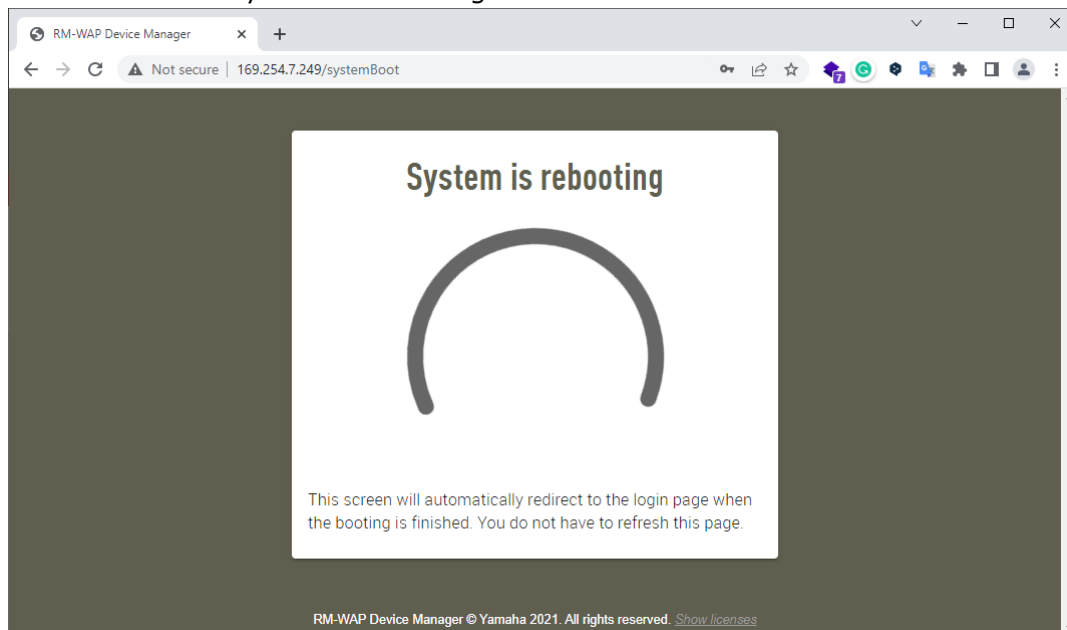 RM-WAP Device Manager
Not secure | 169.254.7.249/systemBoot
7
G
System is rebooting
This screen will automatically redirect to the login page when
the booting is finished. You do not have to refresh this page.
RM-WAP Device Manager © Yamaha 2021. All rights reserved. Show licenses